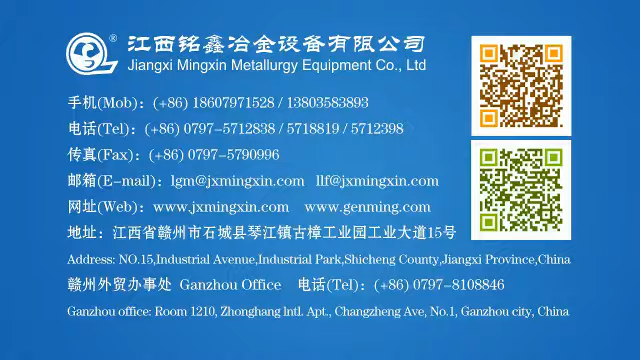 江西铭鑫冶金设备有限公司
®
Jiangxi Mingxin Metallurgy Equipment Co., Ltd
手机(Mob)：(+86) 18607971528 / 13803583893
电话(Tel)：(+86) 0797-5712838 / 5718819 / 5712398
传真(Fax)：(+86) 0797-5790996
邮箱(E-mail)：lgm@jxmingxin.com llf@jxmingxin.com
网址(Web)：www.jxmingxin.com www.genming.com
地址：江西省赣州市石城县琴江镇古樟工业园工业大道15号
Address: NO.15,Industrial Avenue,Industrial Park,Shicheng County,Jiangxi Province,China
赣州外贸办事处 Ganzhou Office 电话(Tel)：(+86) 0797-8108846
Ganzhou office: Room 1210, Zhonghang lntl. Apt., Changzheng Ave, No.1, Ganzhou city, China